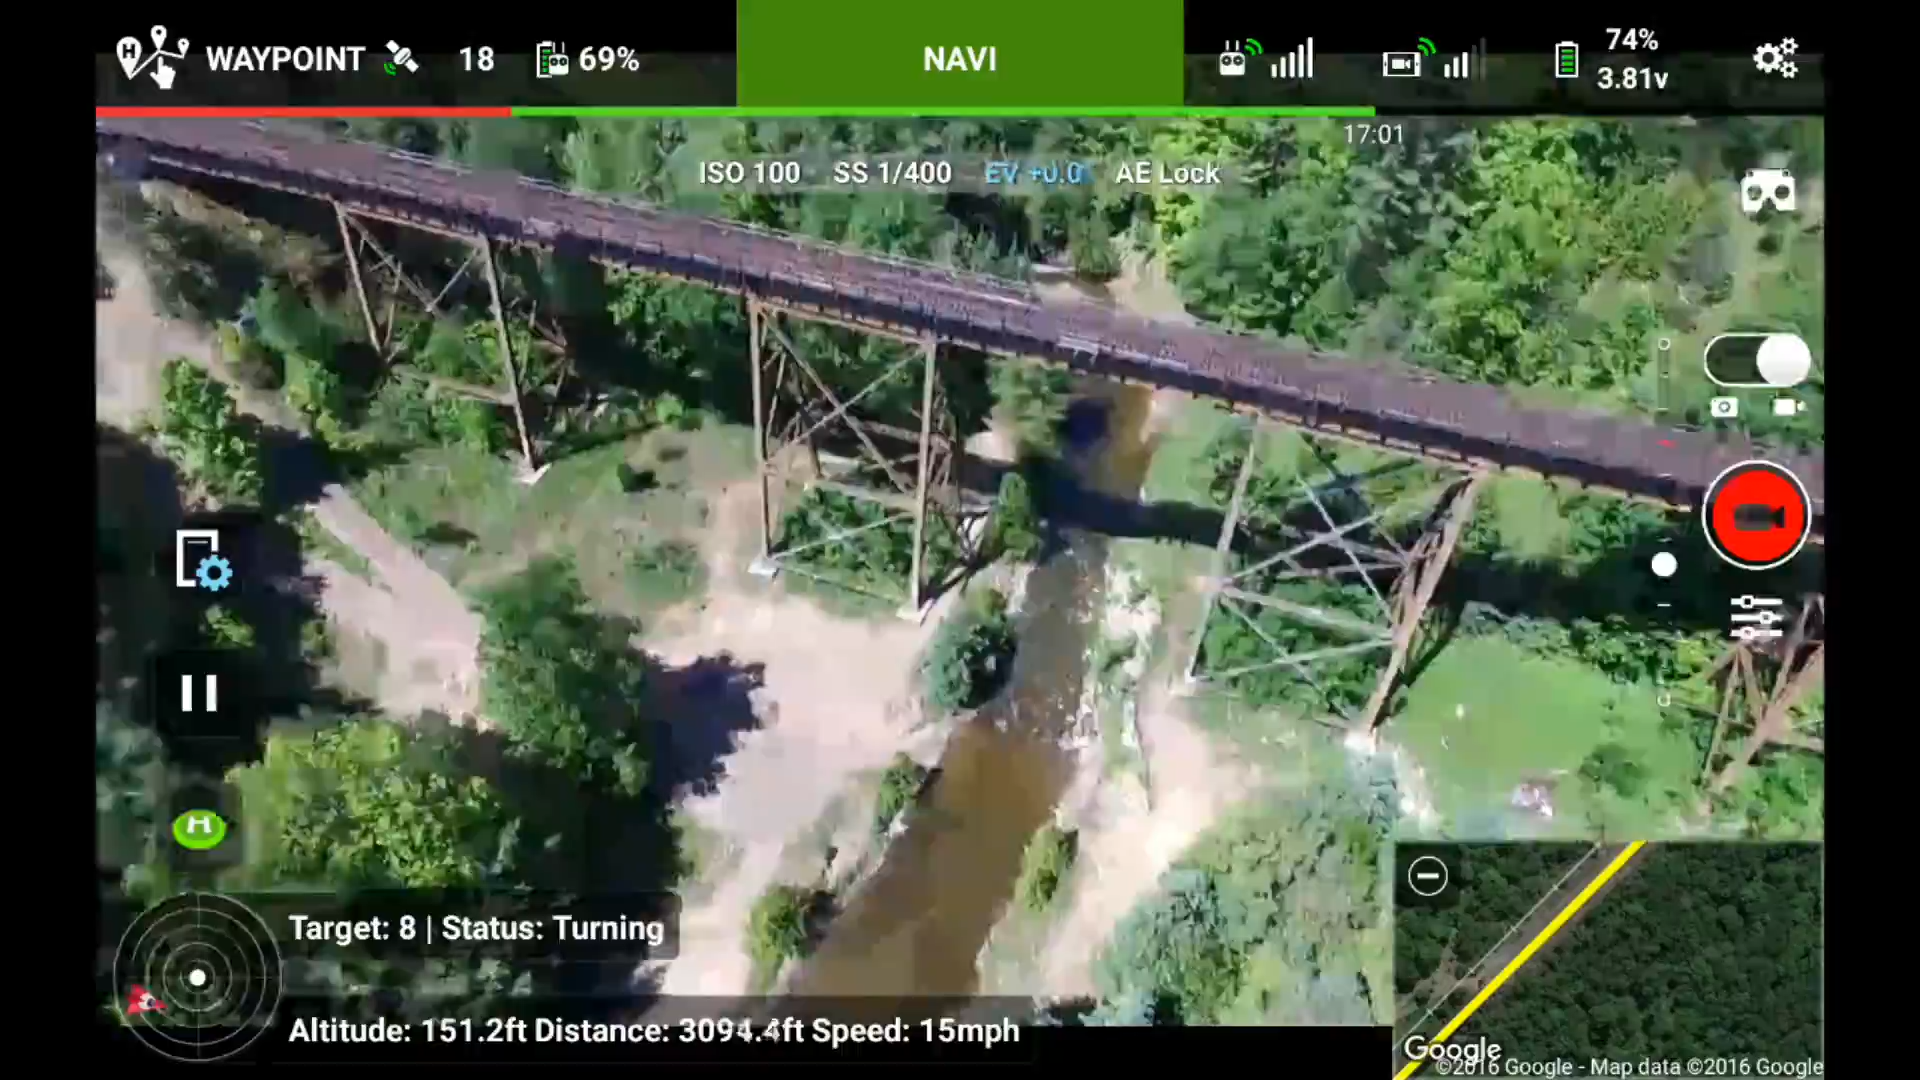 WAYPOINT 18 69% NAVI 74%
3.81v
17:01
ISO 100 SS 1/400 EV +0.0 AE Lock
H
Target: 8 | Status: Turning
Altitude: 151.2ft Distance: 3094.4ft Speed: 15mph
Google
©2016 Google - Map data ©2016 Google